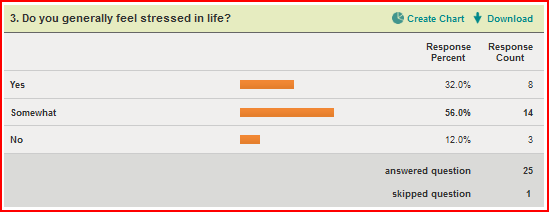 3. Do you generally feel stressed in life? Create Chart Download
Response Percent Response Count
Yes 32.0% 8
Somewhat 56.0% 14
No 12.0% 3
answered question 25
skipped question 1